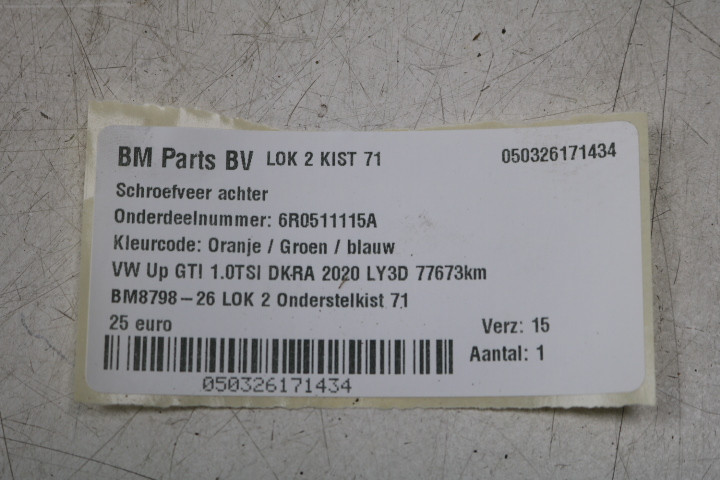 BM Parts BV LOK 2 KIST 71 050326171434
Schroefveer achter
Onderdeelnummer: 6R0511115A
Kleurcode: Oranje / Groen / blauw
VW Up GTI 1.0TSI DKRA 2020 LY3D 77673km
BM8798-26 LOK 2 Onderstelkist 71
25 euro Verz: 15
Aantal: 1
050326171434